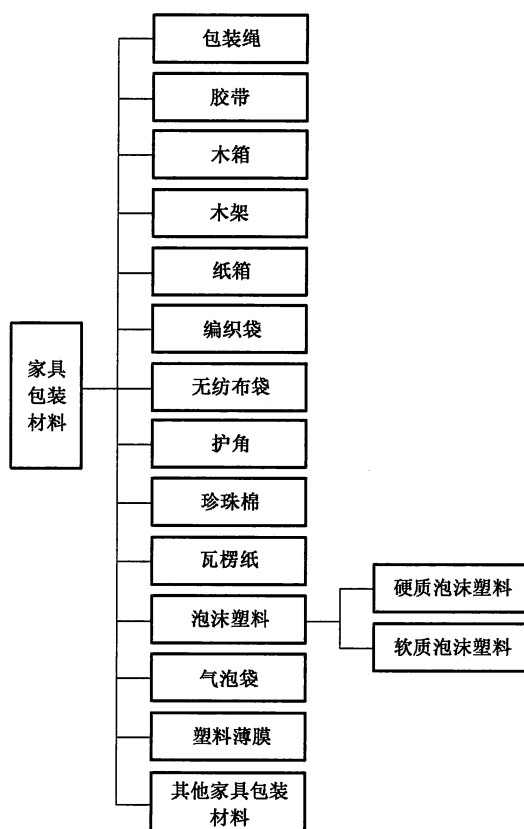 包装绳
胶带
木箱
木架
纸箱
编织袋
家具
包装
材料
无纺布袋
护角
珍珠棉
瓦楞纸
泡沫塑料
硬质泡沫塑料
软质泡沫塑料
气泡袋
塑料薄膜
其他家具包装
材料